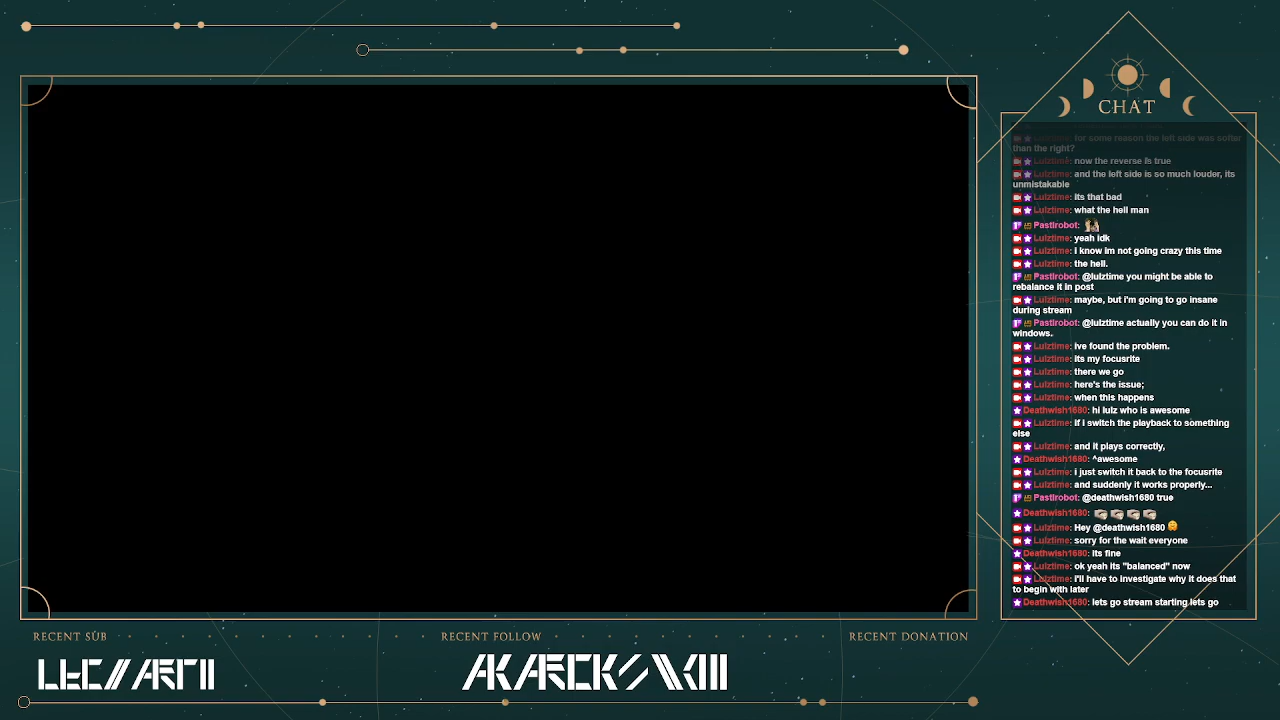 CHAT
for some reason the left side was softer
than the right?
Lulztime: now the reverse is true
Lulztime: and the left side is so much louder, its
unmistakable
Lulztime: its that bad
Lulztime: what the hell man
Pastirobot:
Lulztime: yeah idk
Lulztime: i know im not going crazy this time
Lulztime: the hell.
Pastirobot: @lulztime you might be able to
rebalance it in post
Lulztime: maybe, but i'm going to go insane
during stream
Pastirobot: @lulztime actually you can do it in
windows.
Lulztime: ive found the problem.
Lulztime: its my focusrite
Lulztime: there we go
Lulztime: here's the issue;
Lulztime: when this happens
Deathwish1680: hi lulz who is awesome
Lulztime: if i switch the playback to something
else
Lulztime: and it plays correctly,
Deathwish1680: ^awesome
Lulztime: i just switch it back to the focusrite
Lulztime: and suddenly it works properly...
Pastirobot: @deathwish1680 true
Deathwish1680:
Lulztime: Hey @deathwish1680
Lulztime: sorry for the wait everyone
Deathwish1680: its fine
Lulztime: ok yeah its "balanced" now
Lulztime: i'll have to investigate why it does that
to begin with later
Deathwish1680: lets go stream starting lets go
RECENT SUB
RECENT FOLLOW
RECENT DONATION